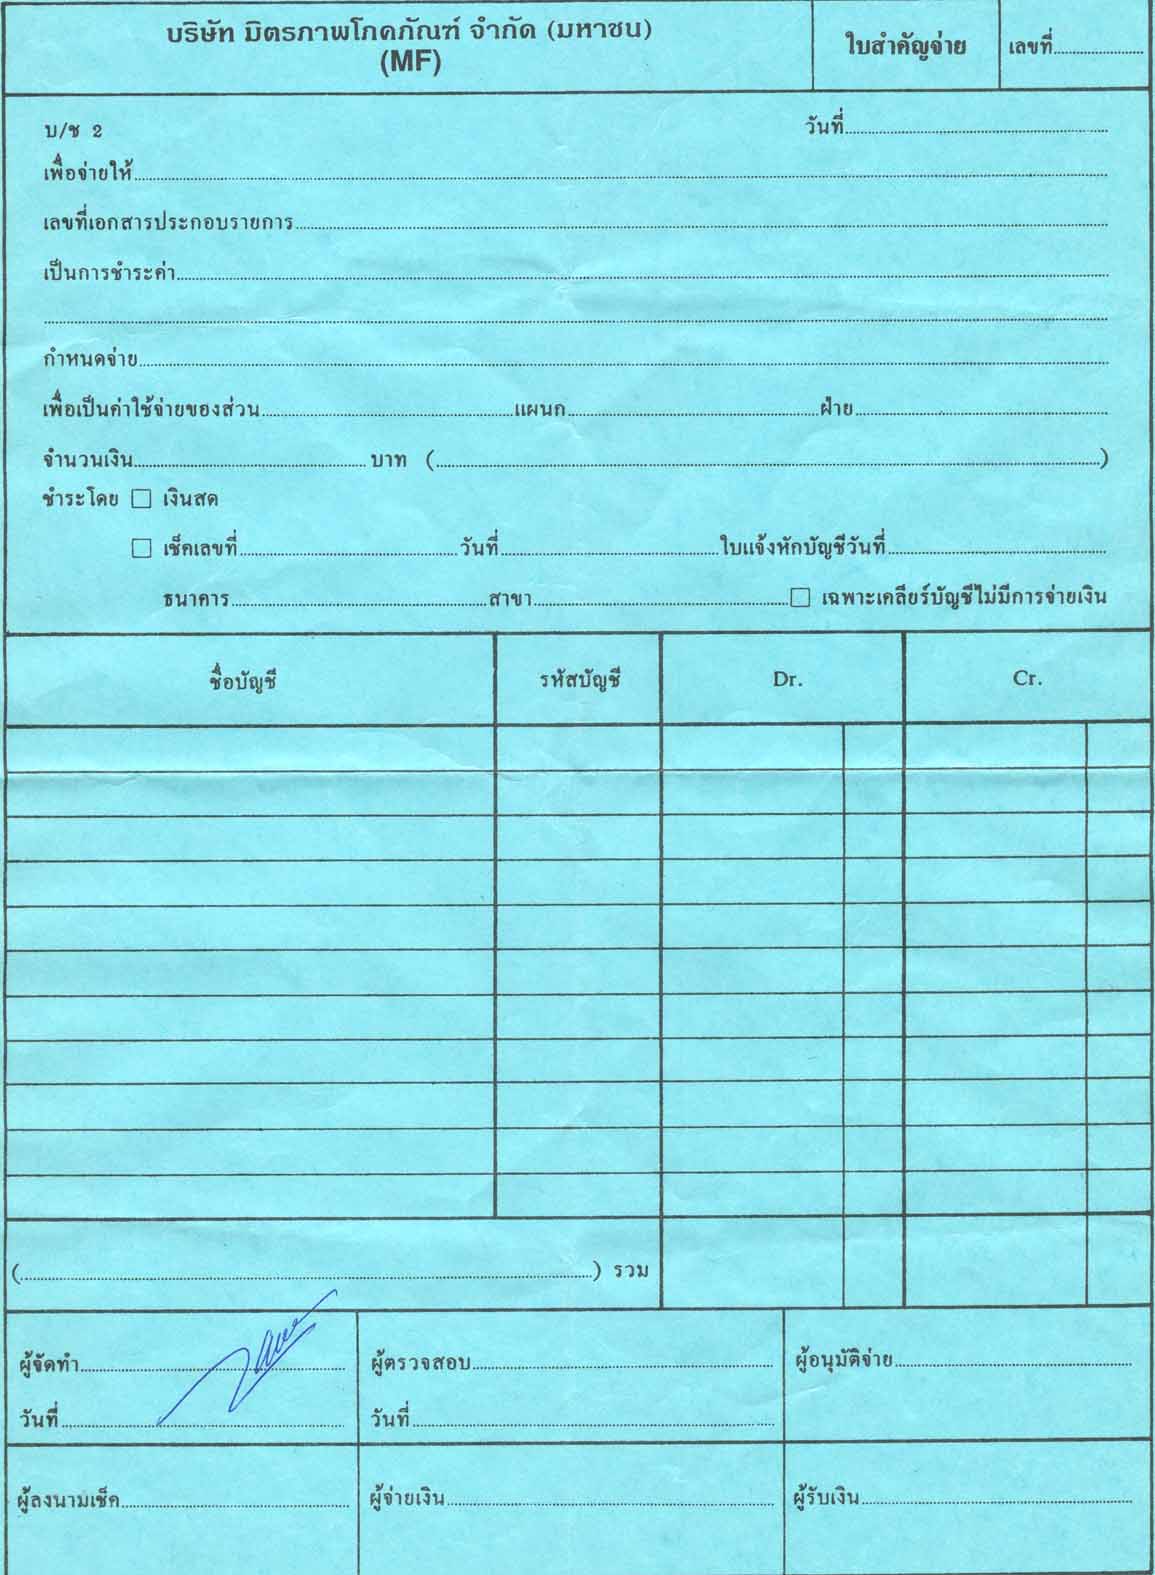 บริษัท มิตรภาพโภคภัณฑ์ จำกัด (มหาชน)
(MF)
ใบสำคัญจ่าย
เลขที่
บ/ช 2
วันที่
เพื่อจ่ายให้
เลขที่เอกสารประกอบรายการ
เป็นการชำระค่า
กำหนดจ่าย
เพื่อเป็นค่าใช้จ่ายของส่วน แผนก ฝ่าย
จำนวนเงิน บาท ( )
ชำระโดย □ เงินสด
□ เช็คเลขที่ วันที่ ใบแจ้งหักบัญชีวันที่
ธนาคาร สาขา □ เฉพาะเคลียร์บัญชีไม่มีการจ่ายเงิน
ชื่อบัญชี รหัสบัญชี Dr. Cr.
( ) รวม
ผู้จัดทำ ผู้ตรวจสอบ ผู้อนุมัติจ่าย
วันที่ วันที่
ผู้ลงนามเช็ค ผู้จ่ายเงิน ผู้รับเงิน